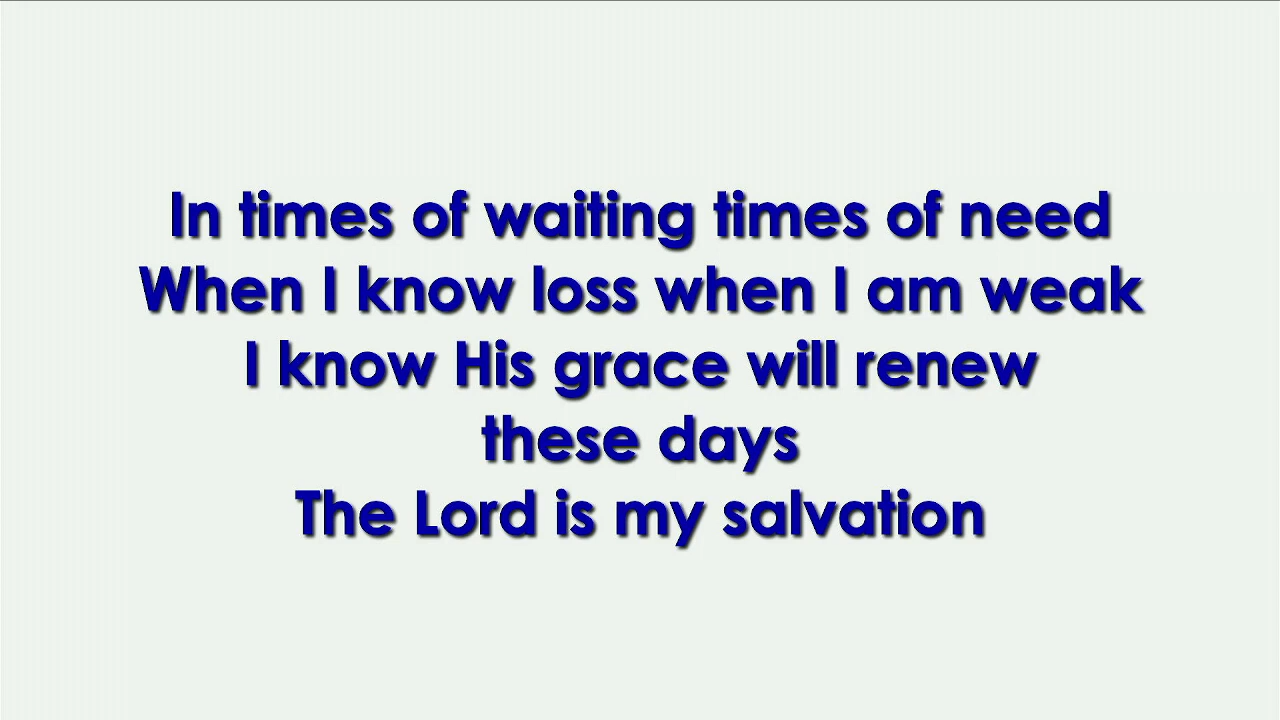 In times of waiting times of need
When I know loss when I am weak
I know His grace will renew
these days
The Lord is my salvation